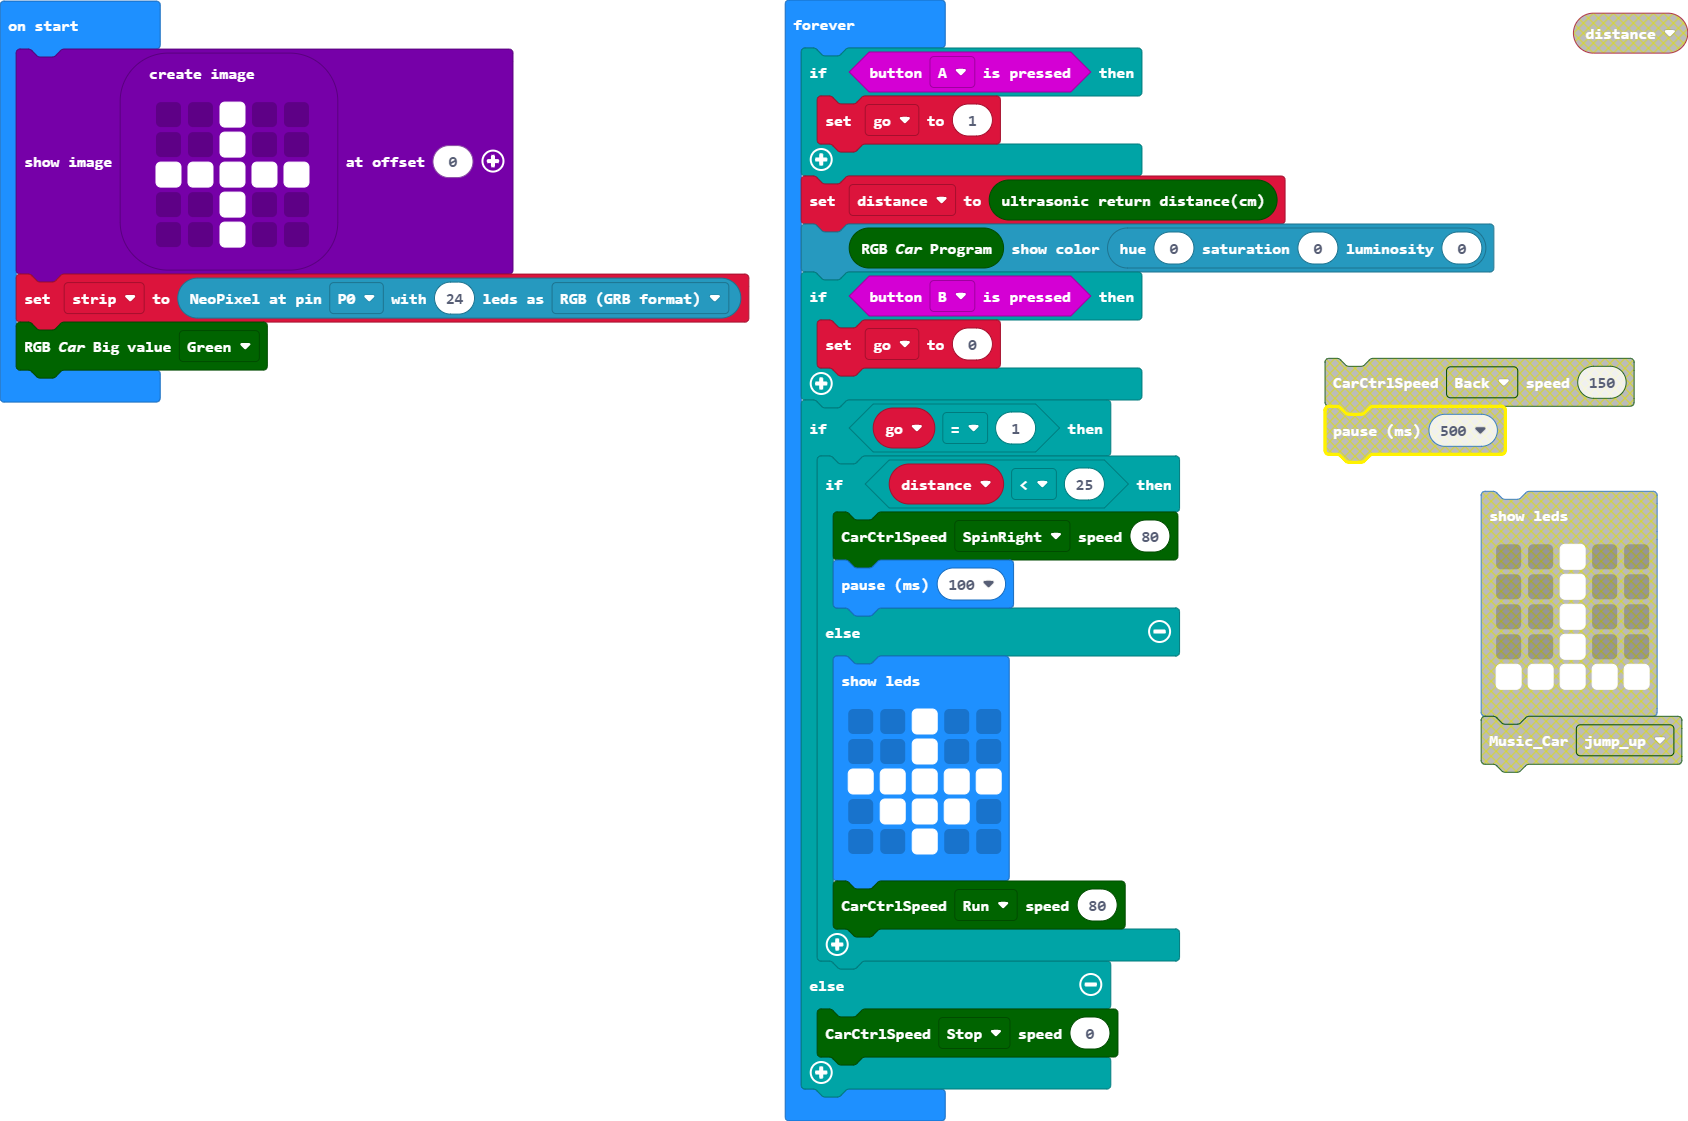 on start
create image
show image at offset 0
set strip to NeoPixel at pin P0 with 24 leds as RGB (GRB format)
RGB Car Big value Green
forever
if button A is pressed then
set go to 1
set distance to ultrasonic return distance(cm)
RGB Car Program show color hue 0 saturation 0 luminosity 0
if button B is pressed then
set go to 0
if go = 1 then
if distance < 25 then
CarCtrlSpeed SpinRight speed 80
pause (ms) 100
else
show leds
CarCtrlSpeed Run speed 80
else
CarCtrlSpeed Stop speed 0
distance
CarCtrlSpeed Back speed 150
pause (ms) 500
show leds
Music_Car jump_up